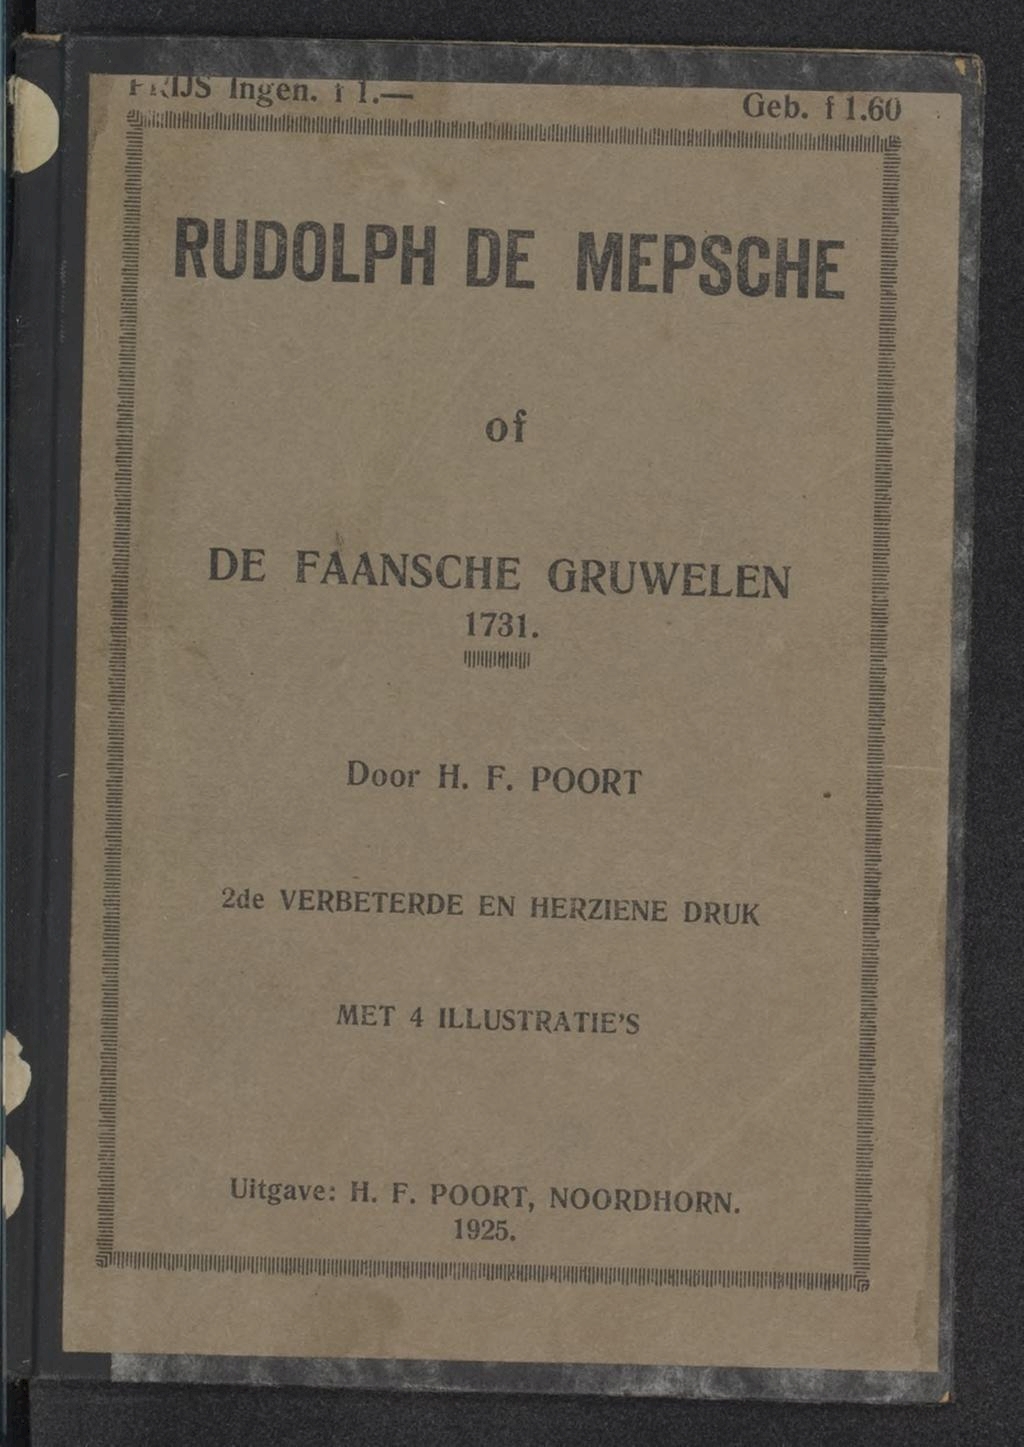 PRIJS Ingen. f 1.—
Geb. f 1.60
RUDOLPH DE MEPSCHE
of
DE FAANSCHE GRUWELEN
1731.
Door H. F. POORT
2de VERBETERDE EN HERZIENE DRUK
MET 4 ILLUSTRATIE'S
Uitgave: H. F. POORT, NOORDHORN.
1925.